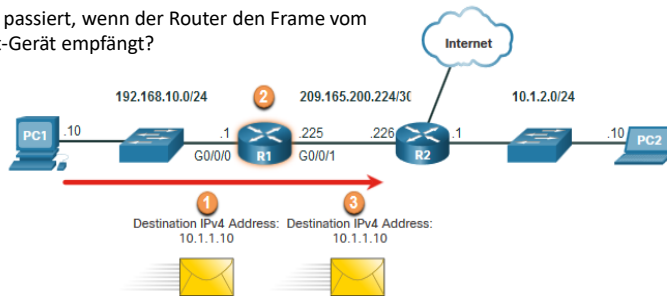 passiert, wenn der Router den Frame vom
-Gerät empfängt?
Internet
192.168.10.0/24
2
209.165.200.224/30
10.1.2.0/24
PC1
.10
.1
R1
.225
.226
R2
.1
.10
PC2
G0/0/0
G0/0/1
1
3
Destination IPv4 Address:
10.1.1.10
Destination IPv4 Address:
10.1.1.10